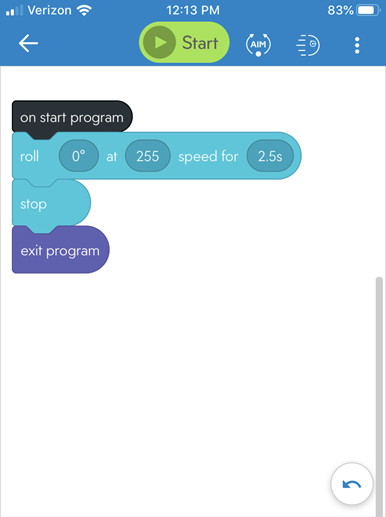 Verizon 12:13 PM 83%
Start AIM
on start program
roll 0° at 255 speed for 2.5s
stop
exit program